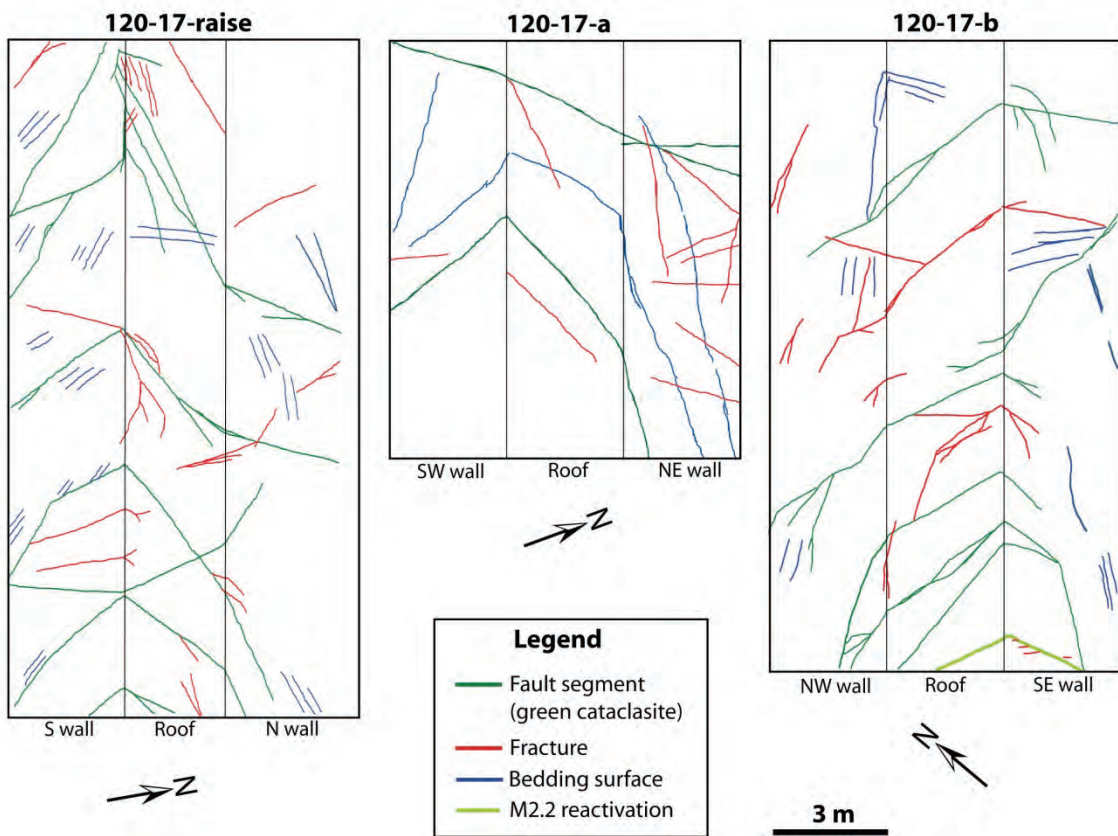 120-17-raise
120-17-a
120-17-b
S wall
Roof
N wall
SW wall
Roof
NE wall
NW wall
Roof
SE wall
N
N
N
Legend
Fault segment
(green cataclasite)
Fracture
Bedding surface
M2.2 reactivation
3 m